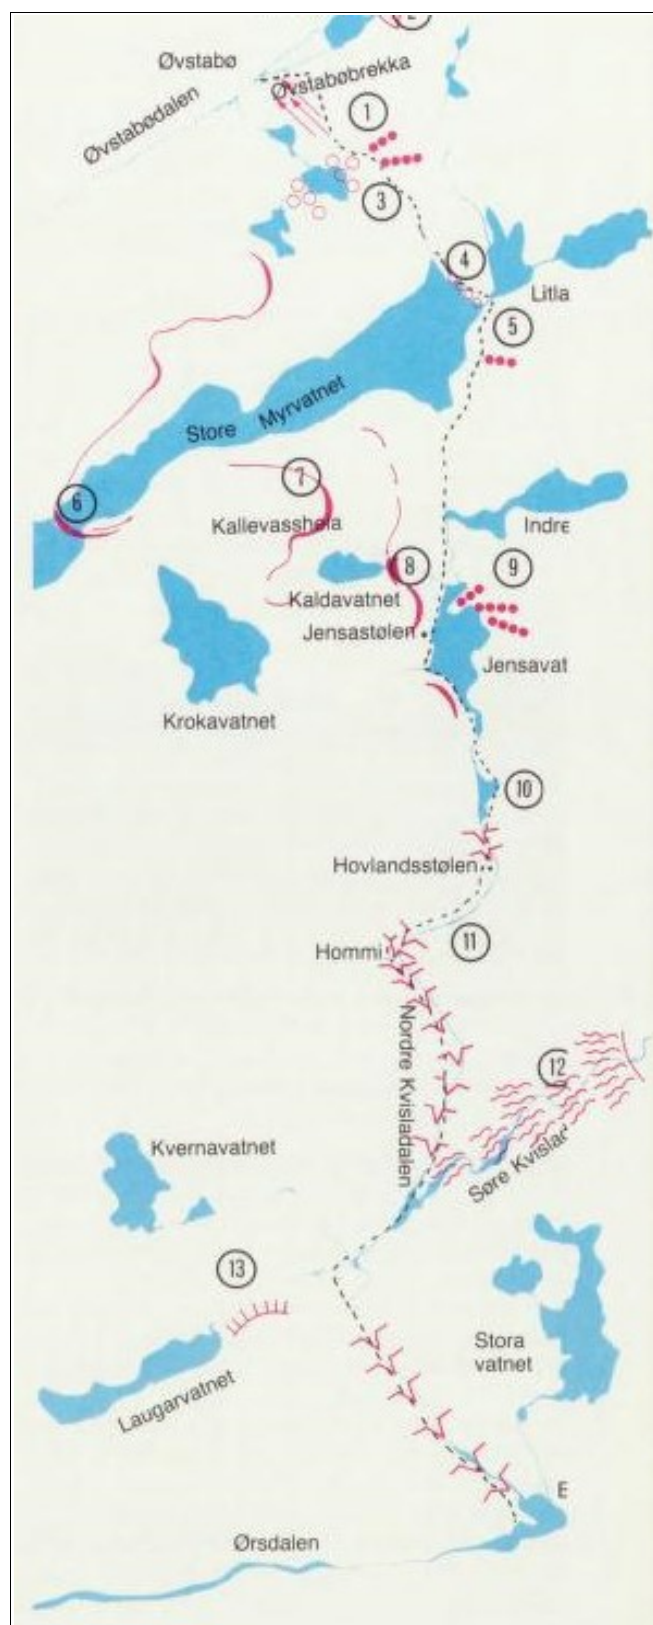 2
Øvstabø
Øvstabøbrekka
Øvstabødalen
1
3
4
Litla
5
Store Myrvatnet
6
7
Kallevassheia
Indre
8
9
Kaldavatnet
Jensastølen
Jensavat
Krokavatnet
10
Hovlandsstølen
11
Hommi
Nordre Kvisladalen
12
Søre Kvislad
Kvernavatnet
13
Stora
vatnet
Laugarvatnet
E
Ørsdalen